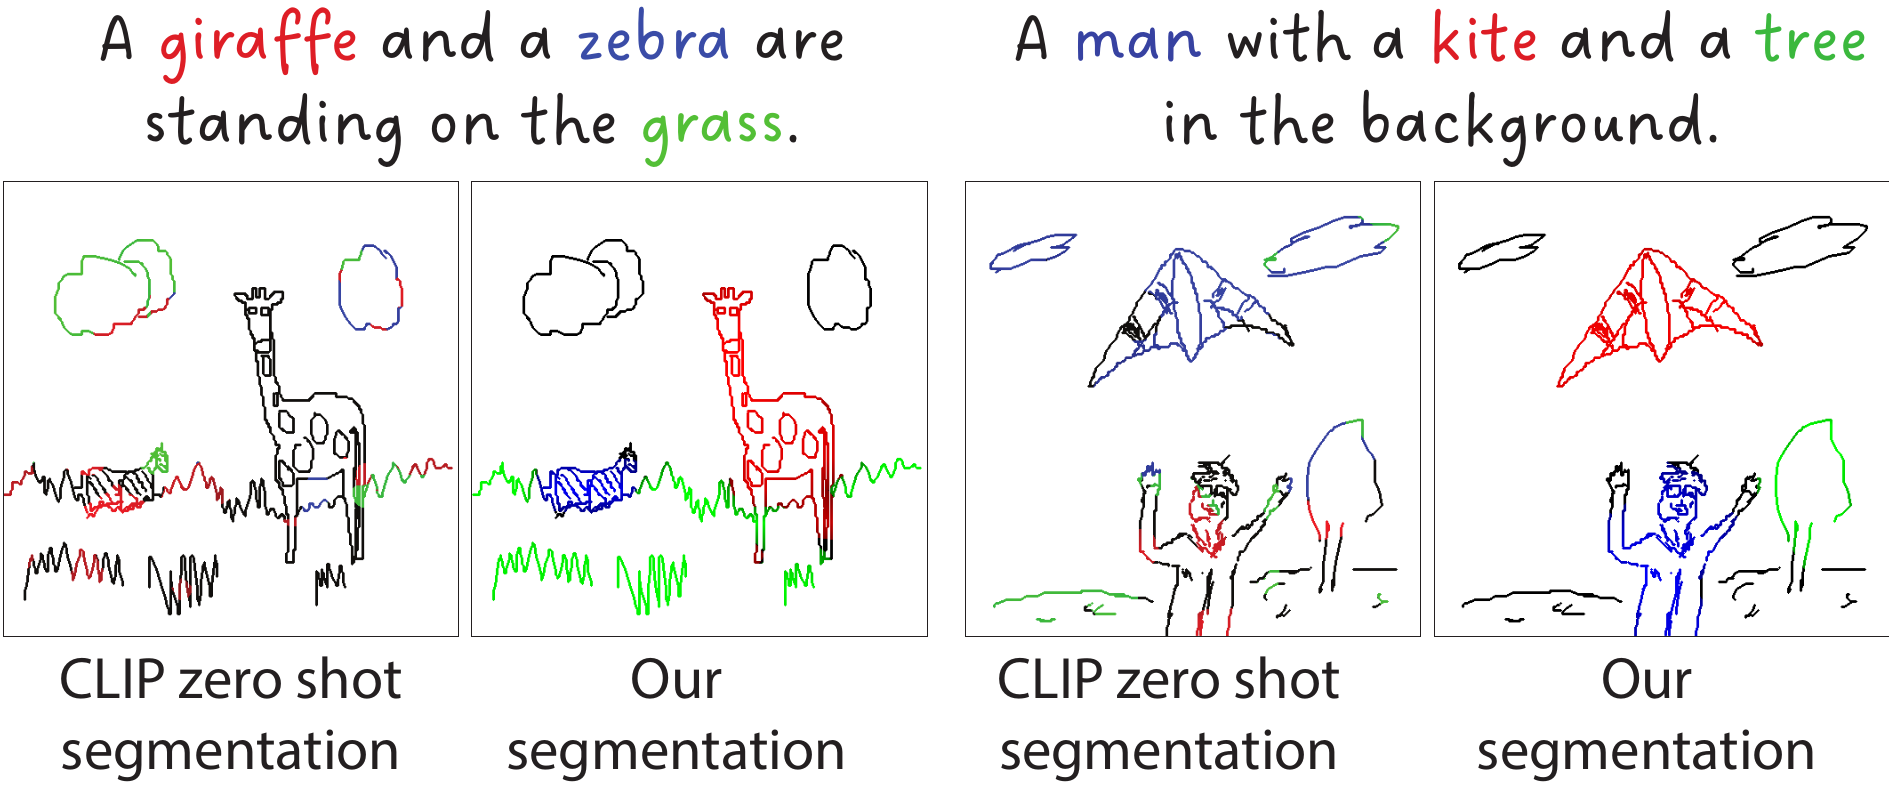 A giraffe and a zebra are
standing on the grass.
A man with a kite and a tree
in the background.
CLIP zero shot
segmentation
Our
segmentation
CLIP zero shot
segmentation
Our
segmentation